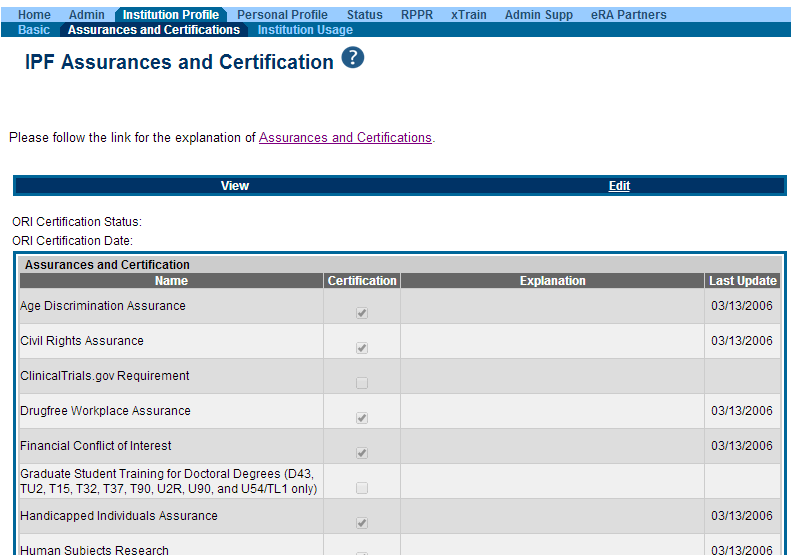 Home Admin Institution Profile Personal Profile Status RPPR xTrain Admin Supp eRA Partners
Basic Assurances and Certifications Institution Usage
IPF Assurances and Certification ?
Please follow the link for the explanation of Assurances and Certifications.
View Edit
ORI Certification Status:
ORI Certification Date:
Assurances and Certification
Name Certification Explanation Last Update
Age Discrimination Assurance 03/13/2006
Civil Rights Assurance 03/13/2006
ClinicalTrials.gov Requirement
Drugfree Workplace Assurance 03/13/2006
Financial Conflict of Interest 03/13/2006
Graduate Student Training for Doctoral Degrees (D43,
TU2, T15, T32, T37, T90, U2R, U90, and U54/TL1 only)
Handicapped Individuals Assurance 03/13/2006
Human Subjects Research 03/13/2006